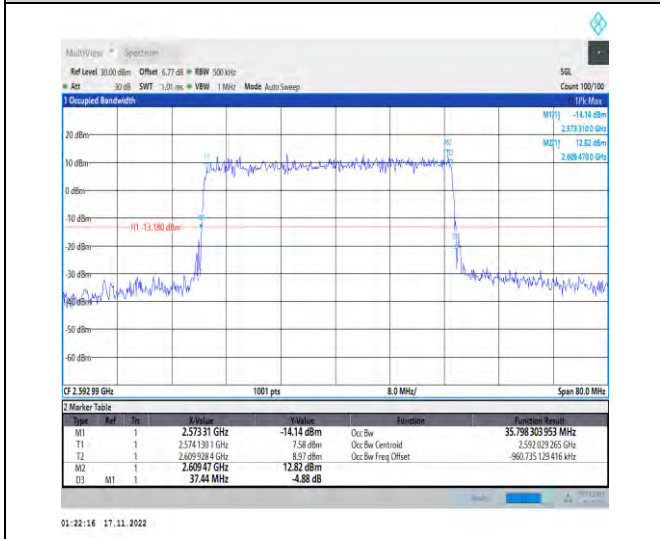 MultiView Spectrum
Ref Level 30.00 dBm Offset 6.77 dB RBW 500 kHz SGL
Att 30 dB SWT 1.01 ms VBW 1 MHz Mode Auto Sweep Count 100/100
1 Occupied Bandwidth 1Pk Max
M1[1] -14.14 dBm
2.573 310 0 GHz
M2[1] 12.82 dBm
2.609 470 0 GHz
20 dBm
10 dBm
0 dBm
-10 dBm
H1 -13.180 dBm
-20 dBm
-30 dBm
-40 dBm
-50 dBm
-60 dBm
M2
T2
CF 2.592 99 GHz 1001 pts 8.0 MHz/ Span 80.0 MHz
2 Marker Table
Type Ref Trc X-Value Y-Value Function Function Result
M1 1 2.573 31 GHz -14.14 dBm Occ Bw 35.798 303 953 MHz
T1 1 2.574 130 1 GHz 7.58 dBm Occ Bw Centroid 2.592 029 265 GHz
T2 1 2.609 928 4 GHz 8.97 dBm Occ Bw Freq Offset -960.735 129 416 kHz
M2 1 2.609 47 GHz 12.82 dBm
D3 M1 1 37.44 MHz -4.88 dB
01:22:16 17.11.2022